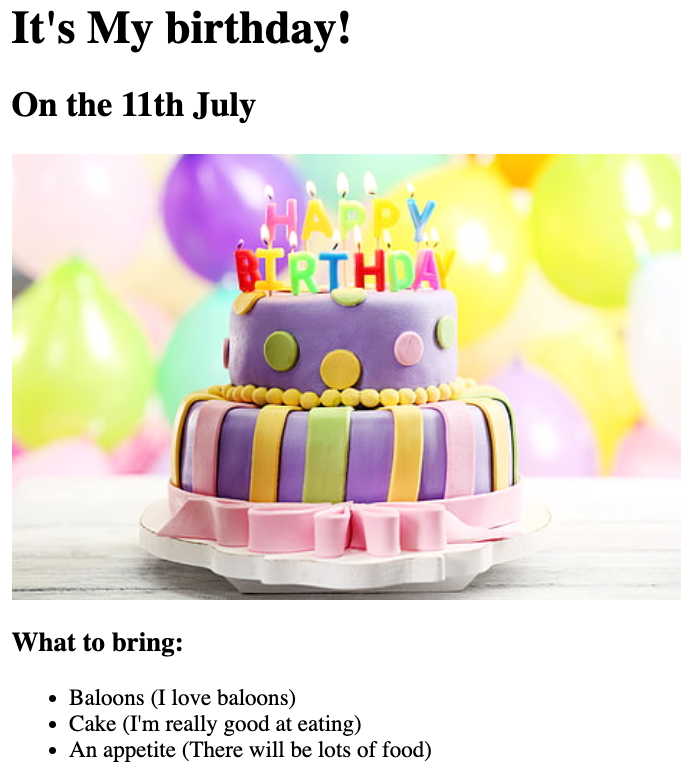 It's My birthday!
On the 11th July
HAPPY
BIRTHDAY
What to bring:
Baloons (I love baloons)
Cake (I'm really good at eating)
An appetite (There will be lots of food)